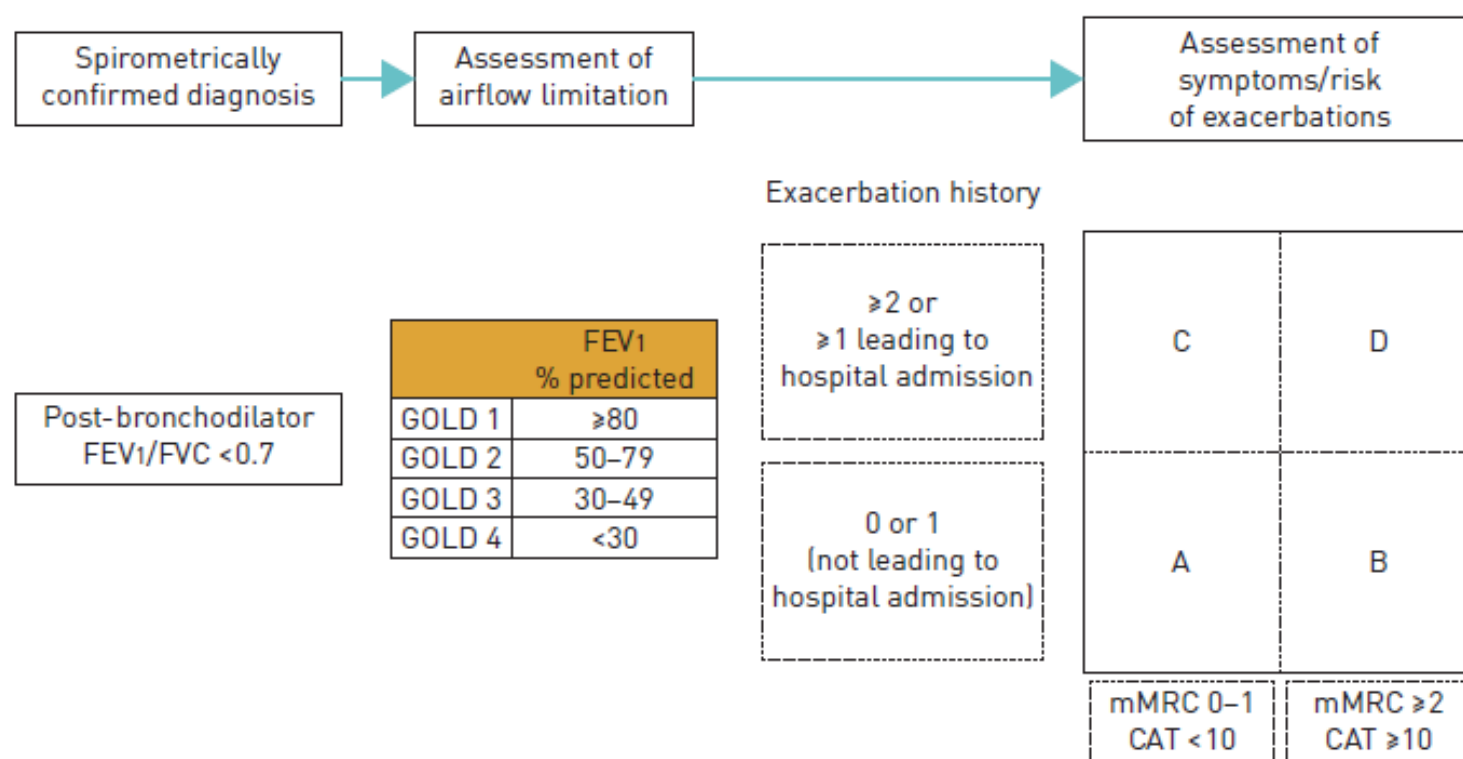 Spirometrically
confirmed diagnosis
Assessment of
airflow limitation
Assessment of
symptoms/risk
of exacerbations
Post-bronchodilator
FEV1/FVC <0.7
FEV1
% predicted
GOLD 1 ≥80
GOLD 2 50–79
GOLD 3 30–49
GOLD 4 <30
Exacerbation history
≥2 or
≥1 leading to
hospital admission
0 or 1
(not leading to
hospital admission)
C D
A B
mMRC 0–1
CAT <10
mMRC ≥2
CAT ≥10